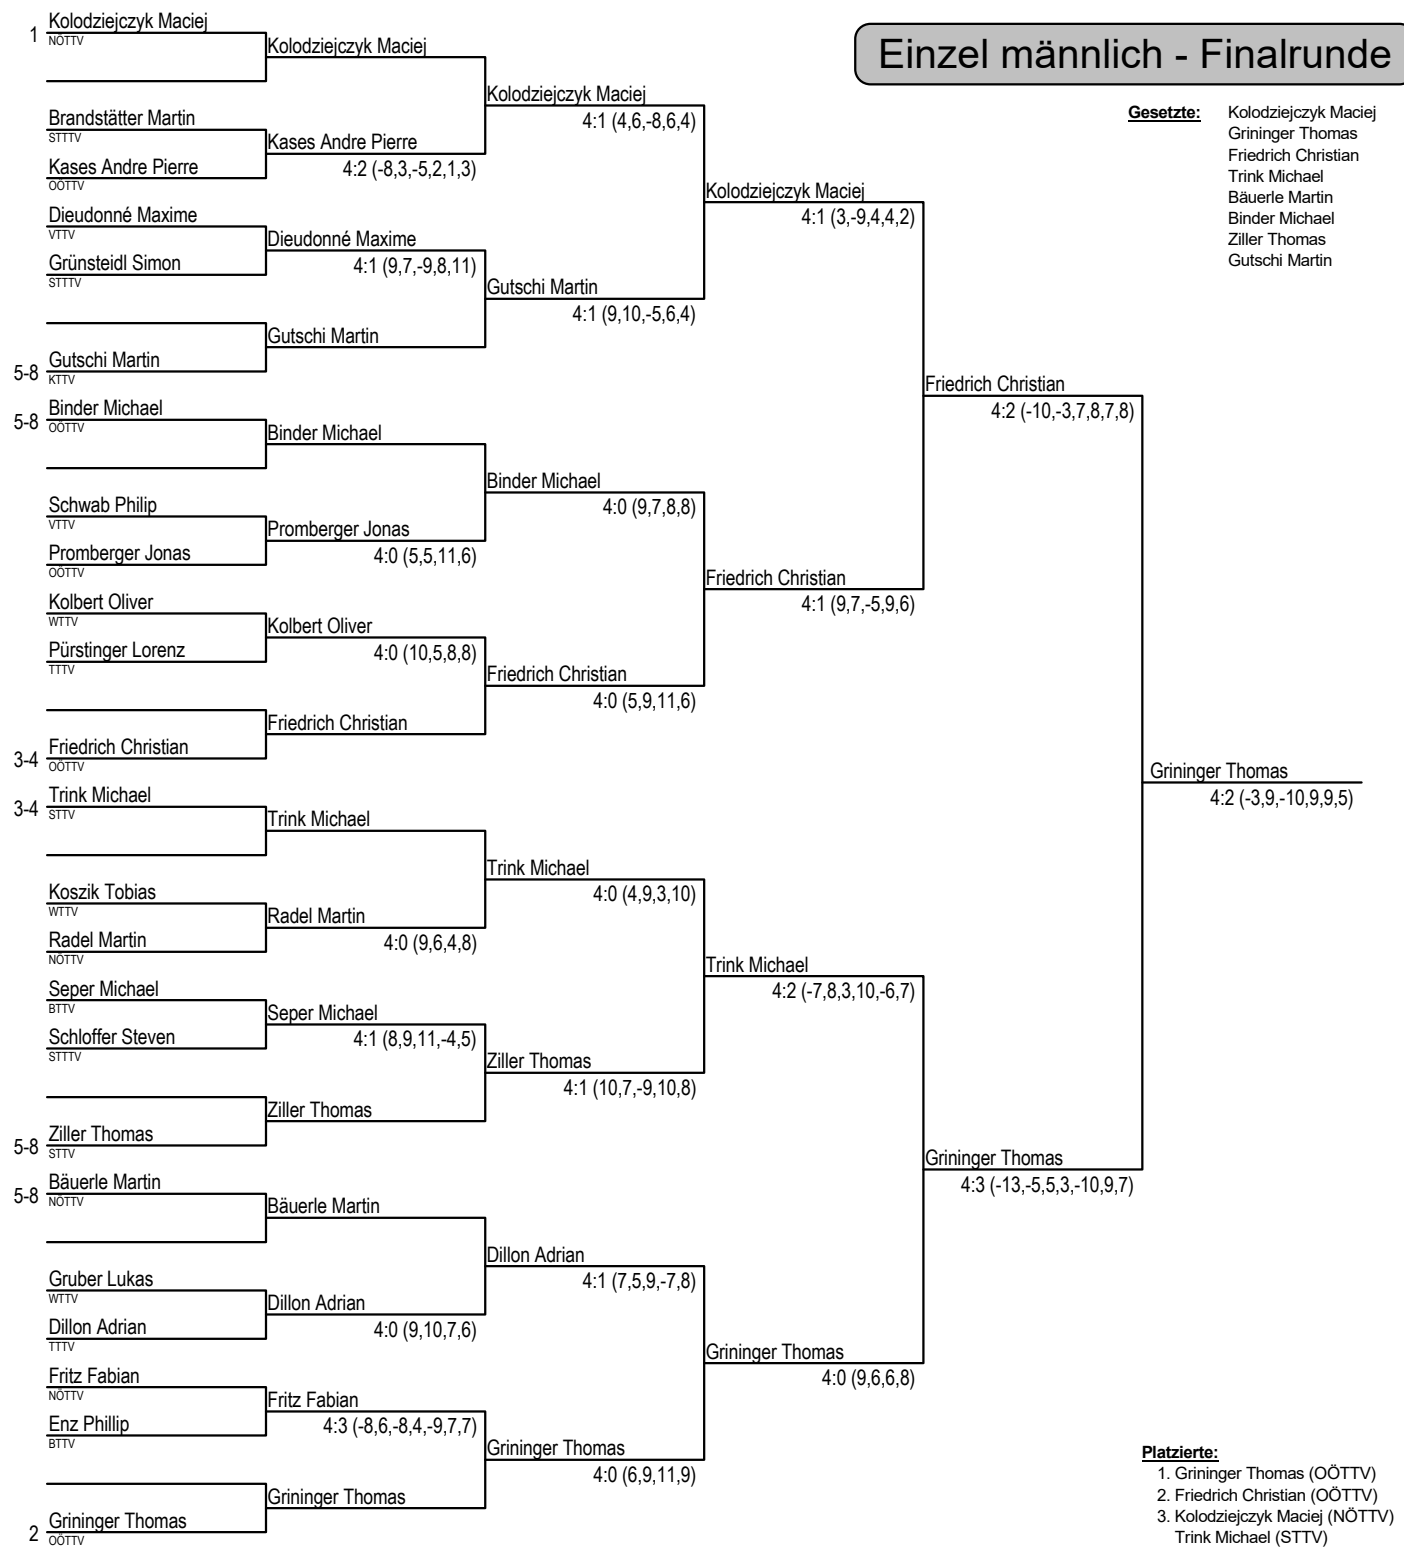 Einzel männlich - Finalrunde
Gesetzte:
Kolodziejczyk Maciej
Grininger Thomas
Friedrich Christian
Trink Michael
Bäuerle Martin
Binder Michael
Ziller Thomas
Gutschi Martin
1 Kolodziejczyk Maciej
NÖTTV
Brandstätter Martin
STTTV
Kases Andre Pierre
OÖTTV
Dieudonné Maxime
VTTV
Grünsteidl Simon
STTTV
5-8 Gutschi Martin
KTTV
5-8 Binder Michael
OÖTTV
Schwab Philip
VTTV
Promberger Jonas
OÖTTV
Kolbert Oliver
WTTV
Pürstinger Lorenz
TTTV
3-4 Friedrich Christian
OÖTTV
3-4 Trink Michael
STTV
Koszik Tobias
WTTV
Radel Martin
NÖTTV
Seper Michael
BTTV
Schloffer Steven
STTTV
5-8 Ziller Thomas
STTV
5-8 Bäuerle Martin
NÖTTV
Gruber Lukas
WTTV
Dillon Adrian
TTTV
Fritz Fabian
NÖTTV
Enz Phillip
BTTV
2 Grininger Thomas
OÖTTV
Kolodziejczyk Maciej
Kases Andre Pierre
4:2 (-8,3,-5,2,1,3)
Dieudonné Maxime
4:1 (9,7,-9,8,11)
Gutschi Martin
Binder Michael
Promberger Jonas
4:0 (5,5,11,6)
Kolbert Oliver
4:0 (10,5,8,8)
Friedrich Christian
Trink Michael
Radel Martin
4:0 (9,6,4,8)
Seper Michael
4:1 (8,9,11,-4,5)
Ziller Thomas
Bäuerle Martin
Dillon Adrian
4:0 (9,10,7,6)
Fritz Fabian
4:3 (-8,6,-8,4,-9,7,7)
Grininger Thomas
Kolodziejczyk Maciej
4:1 (4,6,-8,6,4)
Gutschi Martin
4:1 (9,10,-5,6,4)
Binder Michael
4:0 (9,7,8,8)
Friedrich Christian
4:0 (5,9,11,6)
Trink Michael
4:0 (4,9,3,10)
Ziller Thomas
4:1 (10,7,-9,10,8)
Dillon Adrian
4:1 (7,5,9,-7,8)
Grininger Thomas
4:0 (6,9,11,9)
Kolodziejczyk Maciej
4:1 (3,-9,4,4,2)
Friedrich Christian
4:1 (9,7,-5,9,6)
Trink Michael
4:2 (-7,8,3,10,-6,7)
Grininger Thomas
4:0 (9,6,6,8)
Friedrich Christian
4:2 (-10,-3,7,8,7,8)
Grininger Thomas
4:3 (-13,-5,5,3,-10,9,7)
Grininger Thomas
4:2 (-3,9,-10,9,9,5)
Platzierte:
1. Grininger Thomas (OÖTTV)
2. Friedrich Christian (OÖTTV)
3. Kolodziejczyk Maciej (NÖTTV)
Trink Michael (STTV)